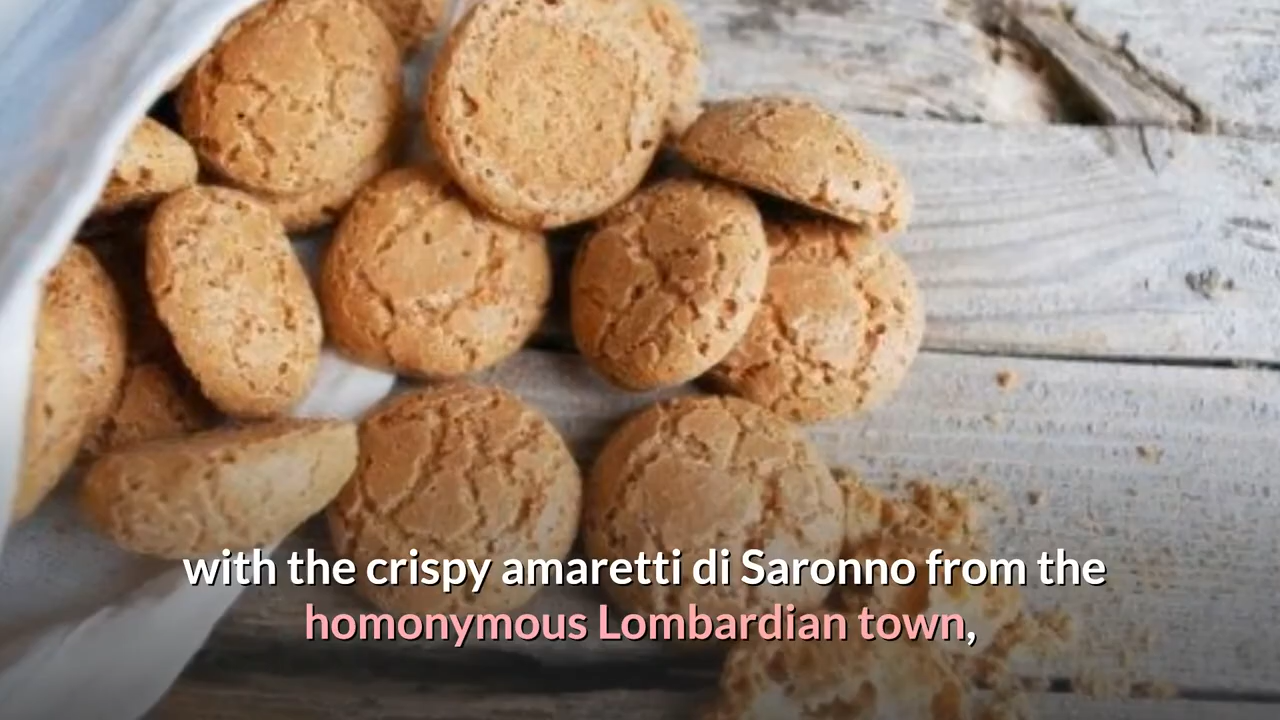 with the crispy amaretti di Saronno from the
homonymous Lombardian town,